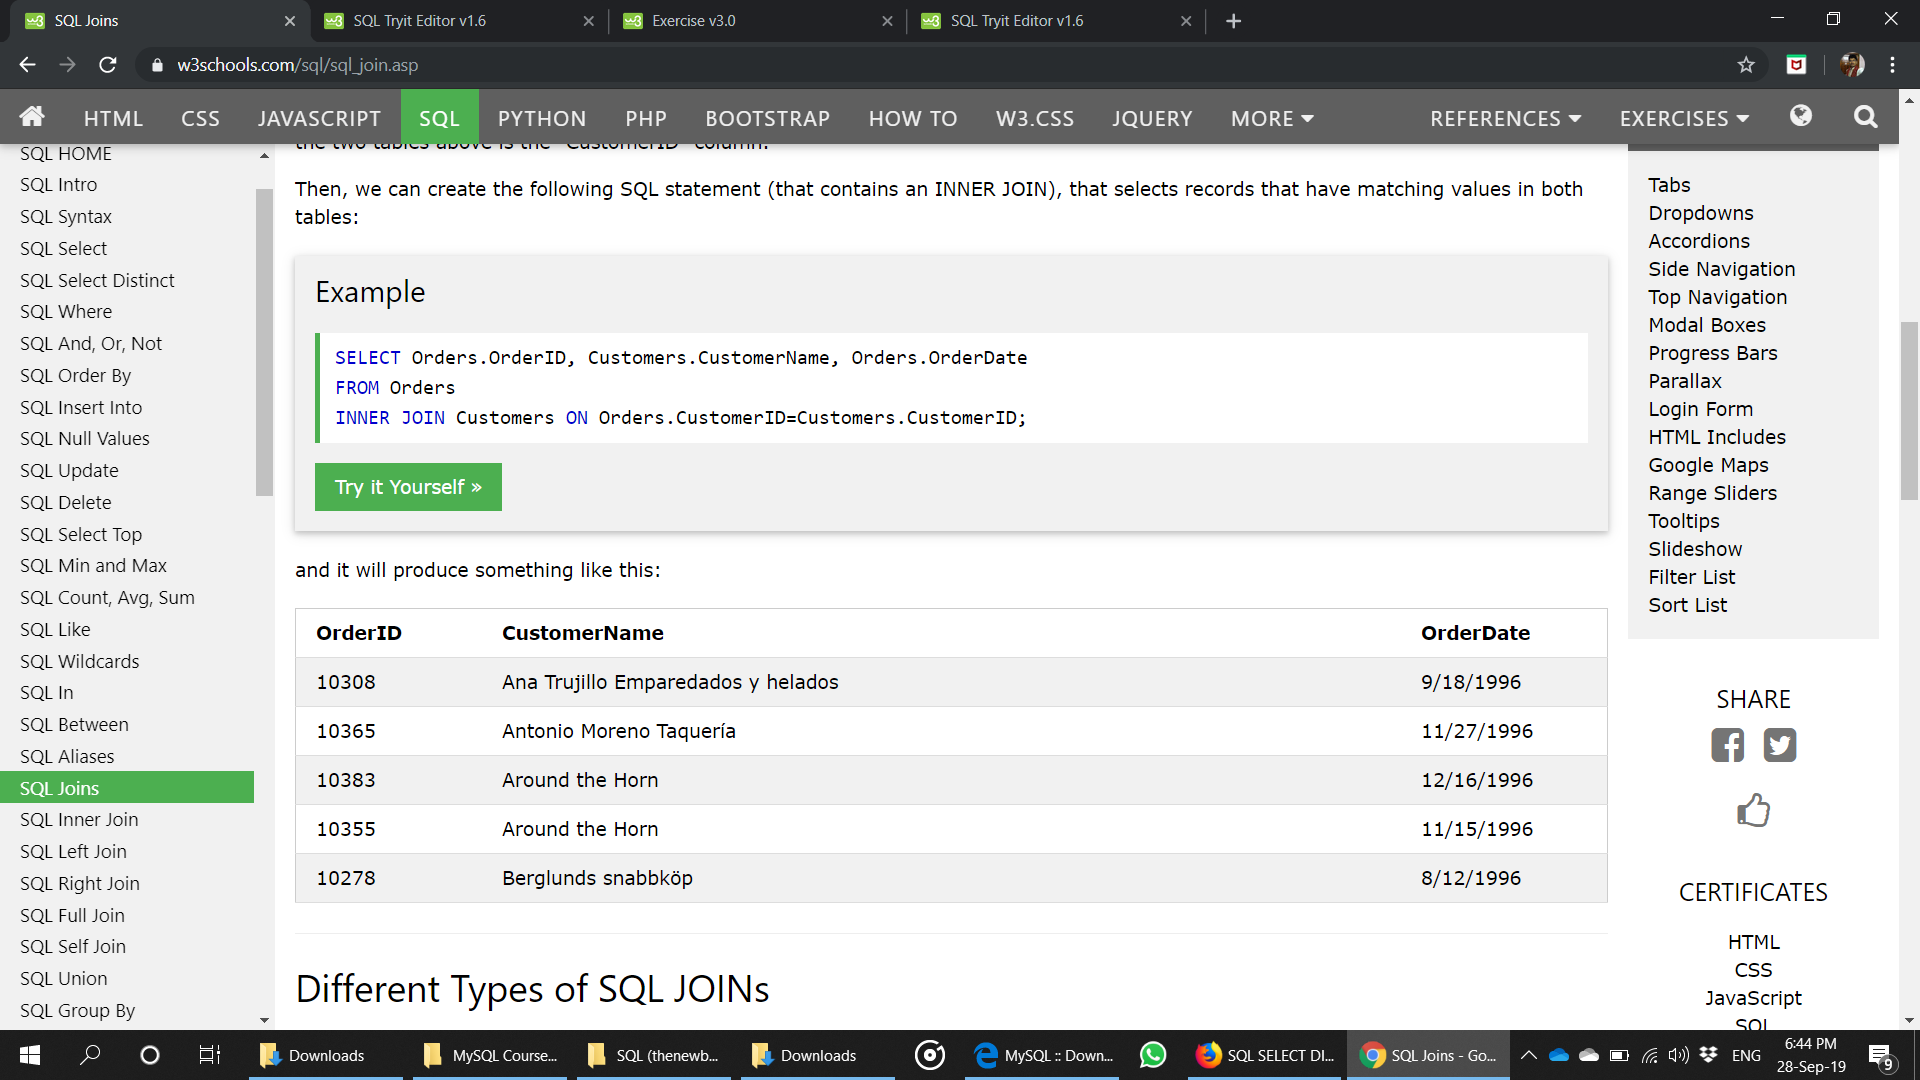 SQL Joins
SQL Tryit Editor v1.6
Exercise v3.0
SQL Tryit Editor v1.6
w3schools.com/sql/sql_join.asp
HTML CSS JAVASCRIPT SQL PYTHON PHP BOOTSTRAP HOW TO W3.CSS JQUERY MORE REFERENCES EXERCISES
SQL HOME
SQL Intro
SQL Syntax
SQL Select
SQL Select Distinct
SQL Where
SQL And, Or, Not
SQL Order By
SQL Insert Into
SQL Null Values
SQL Update
SQL Delete
SQL Select Top
SQL Min and Max
SQL Count, Avg, Sum
SQL Like
SQL Wildcards
SQL In
SQL Between
SQL Aliases
SQL Joins
SQL Inner Join
SQL Left Join
SQL Right Join
SQL Full Join
SQL Self Join
SQL Union
SQL Group By
the two tables above is the "CustomerID" column.
Then, we can create the following SQL statement (that contains an INNER JOIN), that selects records that have matching values in both
tables:
Example
SELECT Orders.OrderID, Customers.CustomerName, Orders.OrderDate
FROM Orders
INNER JOIN Customers ON Orders.CustomerID=Customers.CustomerID;
Try it Yourself »
and it will produce something like this:
OrderID CustomerName OrderDate
10308 Ana Trujillo Emparedados y helados 9/18/1996
10365 Antonio Moreno Taquería 11/27/1996
10383 Around the Horn 12/16/1996
10355 Around the Horn 11/15/1996
10278 Berglunds snabbköp 8/12/1996
Different Types of SQL JOINs
Tabs
Dropdowns
Accordions
Side Navigation
Top Navigation
Modal Boxes
Progress Bars
Parallax
Login Form
HTML Includes
Google Maps
Range Sliders
Tooltips
Slideshow
Filter List
Sort List
SHARE
CERTIFICATES
HTML
CSS
JavaScript
SQL
Downloads
MySQL Course...
SQL (thenewb...
Downloads
MySQL :: Down...
SQL SELECT DI...
SQL Joins - Go...
ENG
6:44 PM
28-Sep-19
9